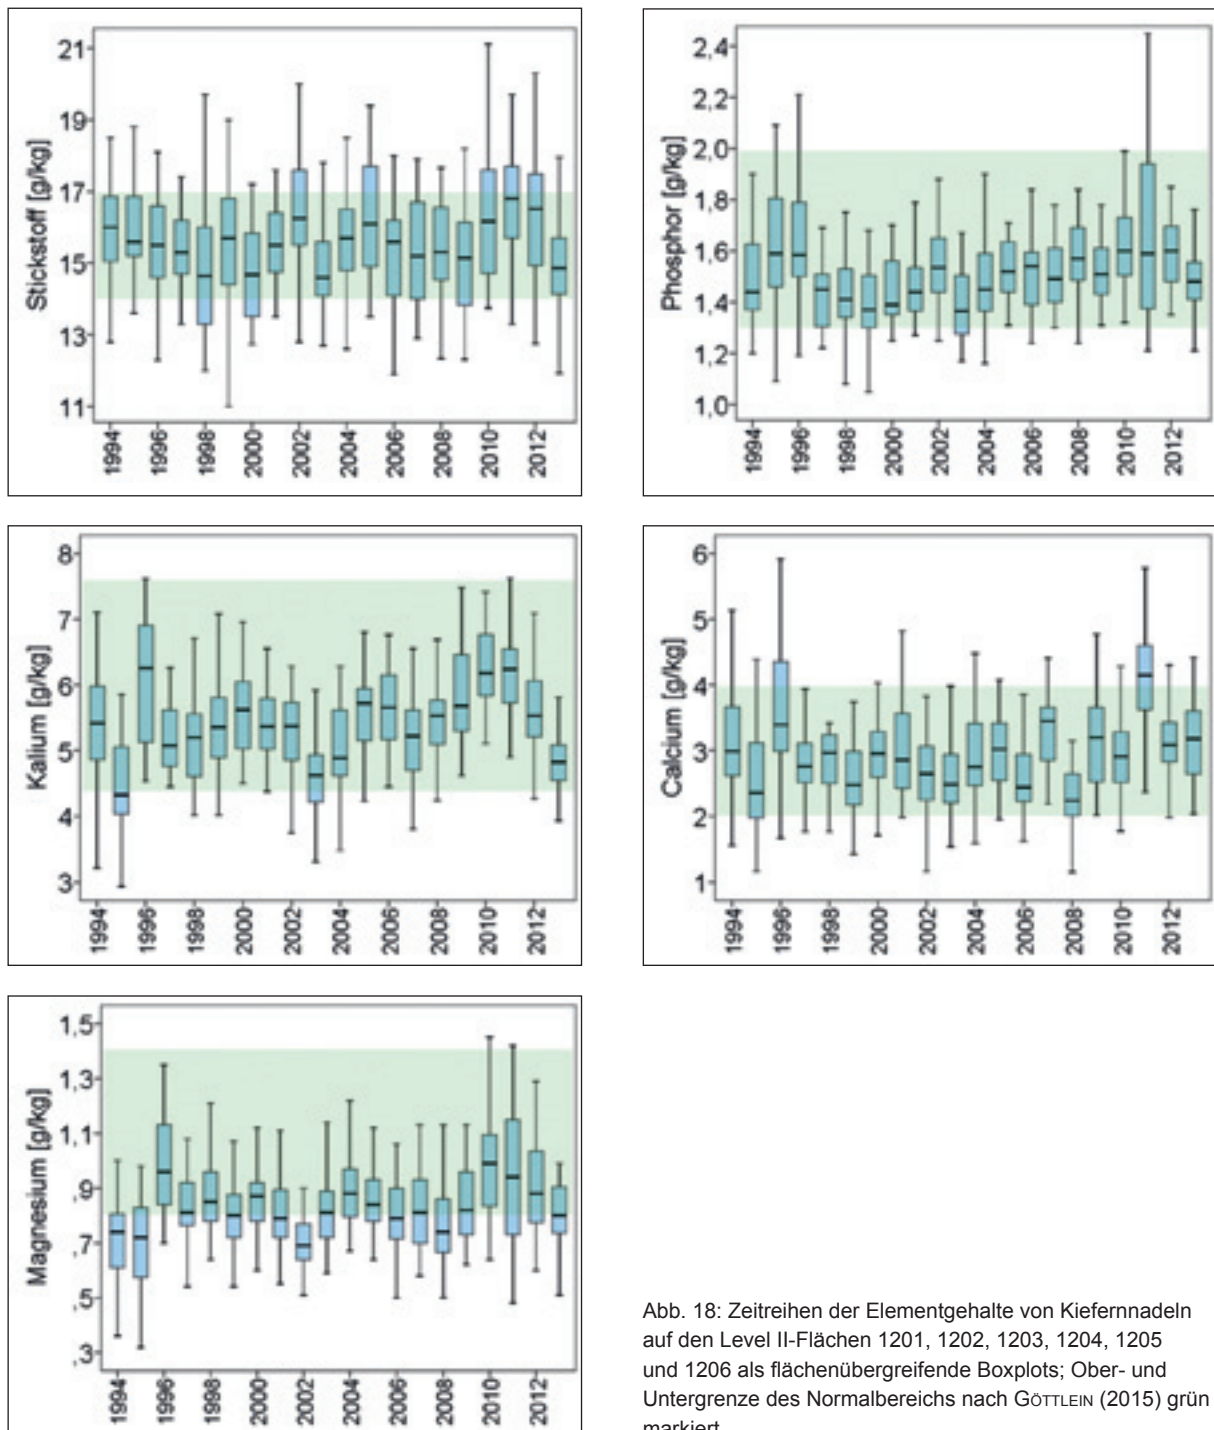 Stickstoff [g/kg]
21
19
17
15
13
11
1994 1996 1998 2000 2002 2004 2006 2008 2010 2012
Phosphor [g/kg]
2,4
2,2
2,0
1,8
1,6
1,4
1,2
1,0
1994 1996 1998 2000 2002 2004 2006 2008 2010 2012
Kalium [g/kg]
8
7
6
5
4
3
1994 1996 1998 2000 2002 2004 2006 2008 2010 2012
Calcium [g/kg]
6
5
4
3
2
1
1994 1996 1998 2000 2002 2004 2006 2008 2010 2012
Magnesium [g/kg]
1,5
1,3
1,1
,9
,7
,5
,3
1994 1996 1998 2000 2002 2004 2006 2008 2010 2012
Abb. 18: Zeitreihen der Elementgehalte von Kiefernnadeln
auf den Level II-Flächen 1201, 1202, 1203, 1204, 1205
und 1206 als flächenübergreifende Boxplots; Ober- und
Untergrenze des Normalbereichs nach GÖTTLEIN (2015) grün
markiert